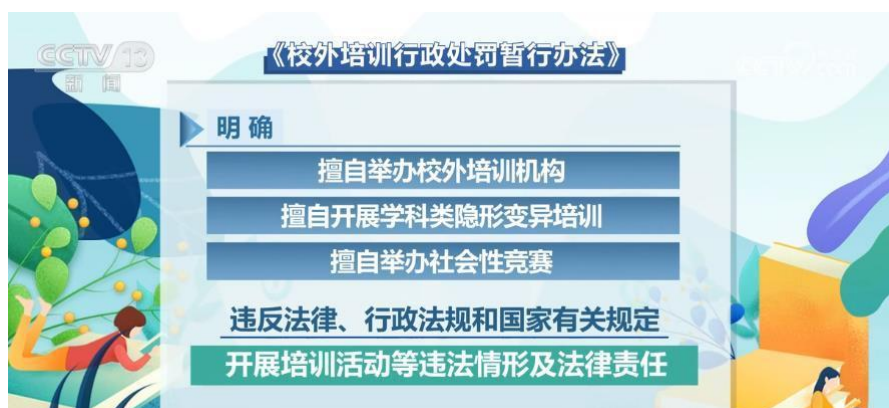 CCTV 13
新闻
《校外培训行政处罚暂行办法》
明确
擅自举办校外培训机构
擅自开展学科类隐形变异培训
擅自举办社会性竞赛
违反法律、行政法规和国家有关规定
开展培训活动等违法情形及法律责任